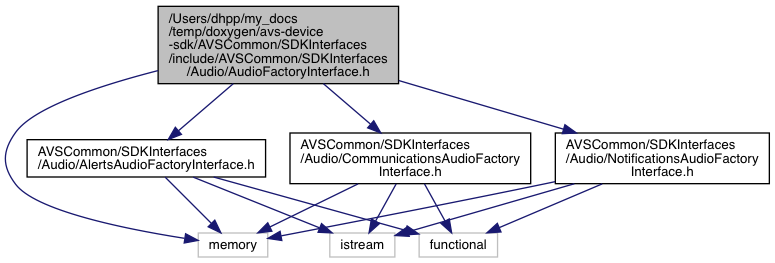 /Users/dhpp/my_docs
/temp/doxygen/avs-device
-sdk/AVSCommon/SDKInterfaces
/include/AVSCommon/SDKInterfaces
/Audio/AudioFactoryInterface.h
AVSCommon/SDKInterfaces
/Audio/AlertsAudioFactoryInterface.h
AVSCommon/SDKInterfaces
/Audio/CommunicationsAudioFactory
Interface.h
AVSCommon/SDKInterfaces
/Audio/NotificationsAudioFactory
Interface.h
memory
istream
functional